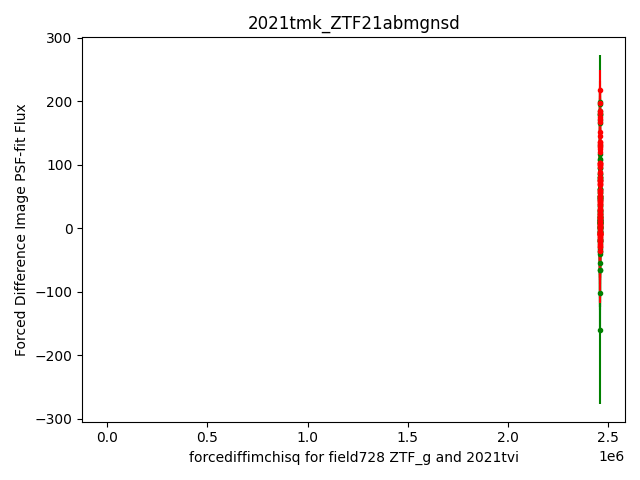 2021tmk_ZTF21abmgnsd
Forced Difference Image PSF-fit Flux
300
200
100
0
−100
−200
−300
0.0 0.5 1.0 1.5 2.0 2.5
1e6
forcediffimchisq for field728 ZTF_g and 2021tvi